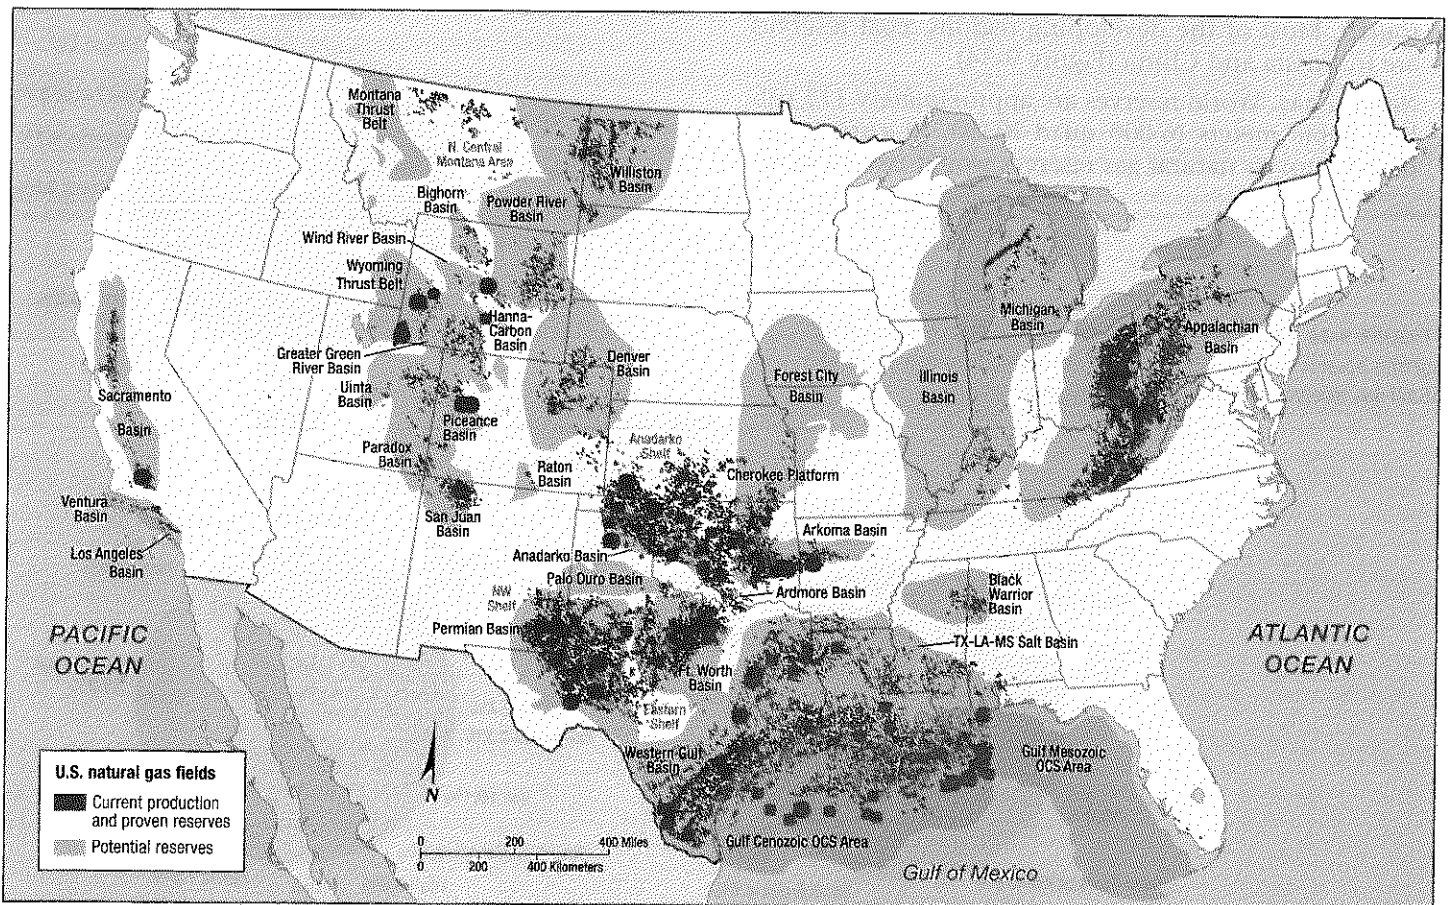 Montana
Thrust
Belt
N. Central
Montana Area
Williston
Basin
Bighorn
Basin
Powder River
Basin
Wind River Basin
Wyoming
Thrust Belt
Hanna-
Carbon
Basin
Michigan
Basin
Appalachian
Basin
Greater Green
River Basin
Denver
Basin
Uinta
Basin
Forest City
Basin
Illinois
Basin
Sacramento
Basin
Piceance
Basin
Paradox
Basin
Anadarko
Shelf
Raton
Basin
Cherokee Platform
Ventura
Basin
San Juan
Basin
Arkoma Basin
Los Angeles
Basin
Anadarko Basin
Palo Duro Basin
Ardmore Basin
Black
Warrior
Basin
NW
Shelf
Permian Basin
PACIFIC
OCEAN
ATLANTIC
OCEAN
TX-LA-MS Salt Basin
Ft. Worth
Basin
Eastern
Shelf
Western Gulf
Basin
Gulf Mesozoic
OCS Area
U.S. natural gas fields
Current production
and proven reserves
Potential reserves
N
0 200 400 Miles
0 200 400 Kilometers
Gulf Cenozoic OCS Area
Gulf of Mexico